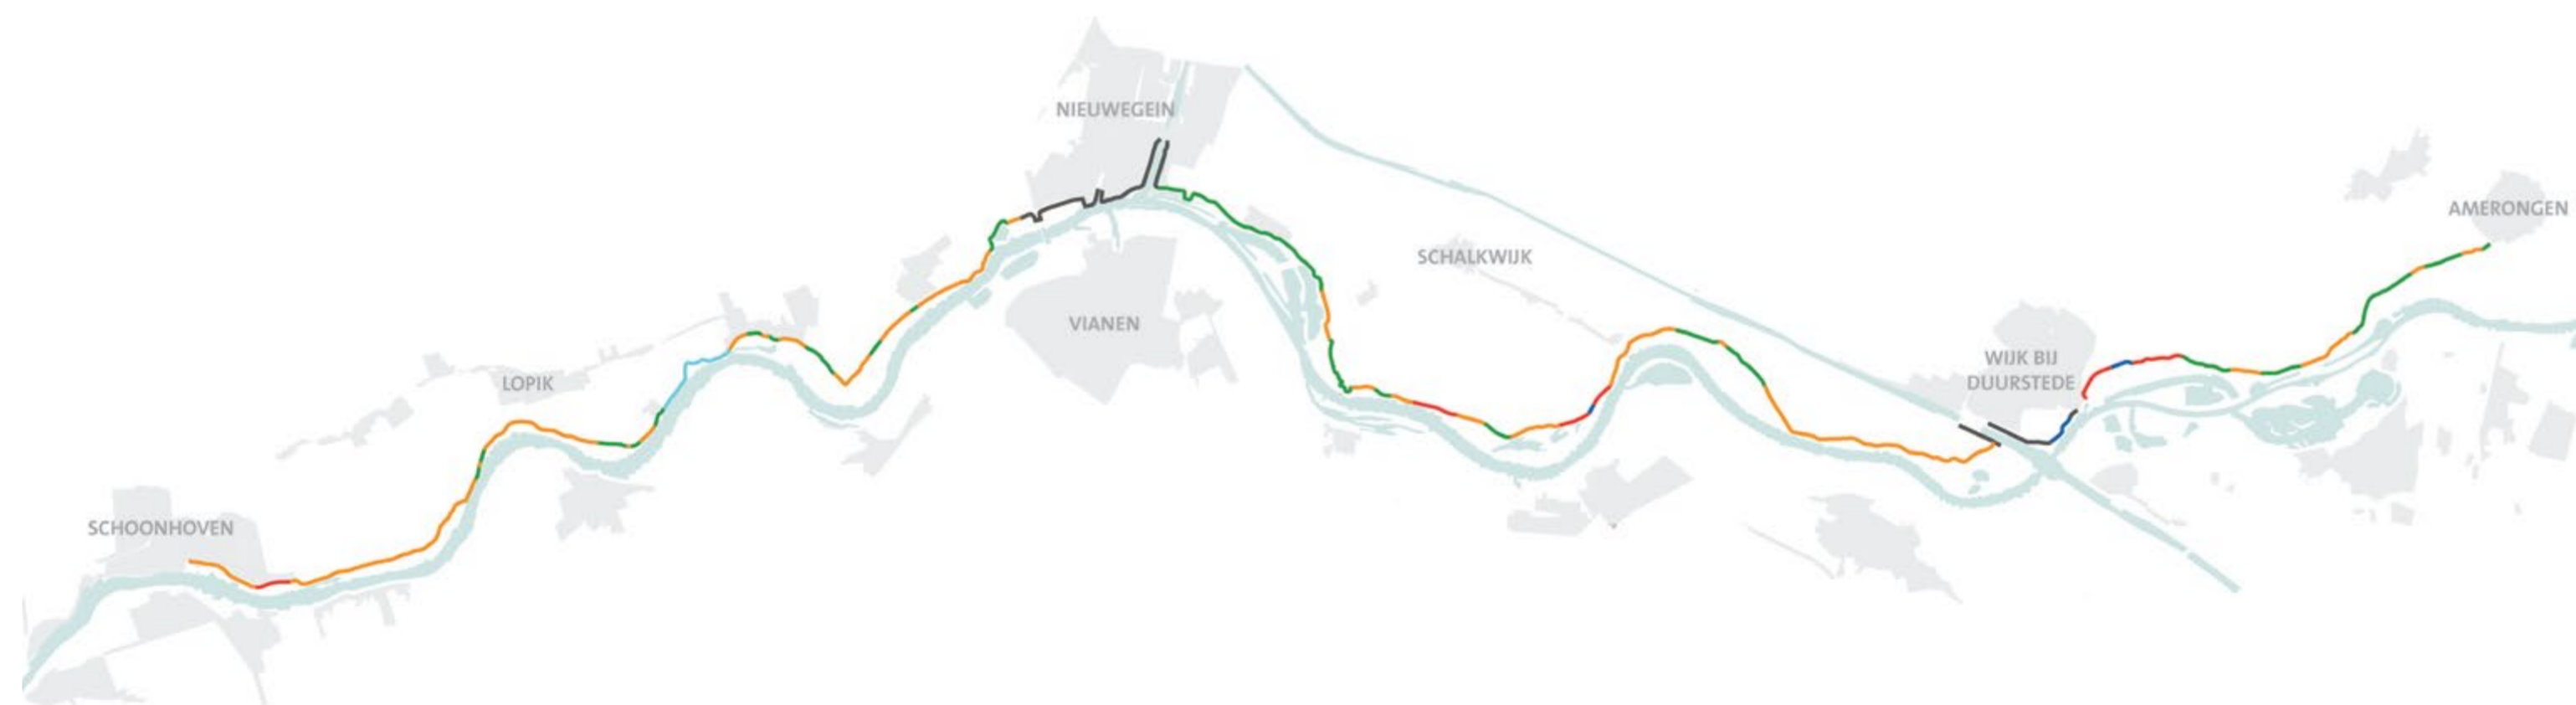 NIEUWEGEIN
AMERONGEN
SCHALKWIJK
VIANEN
WIJK BIJ
DUURSTEDE
LOPIK
SCHOONHOVEN